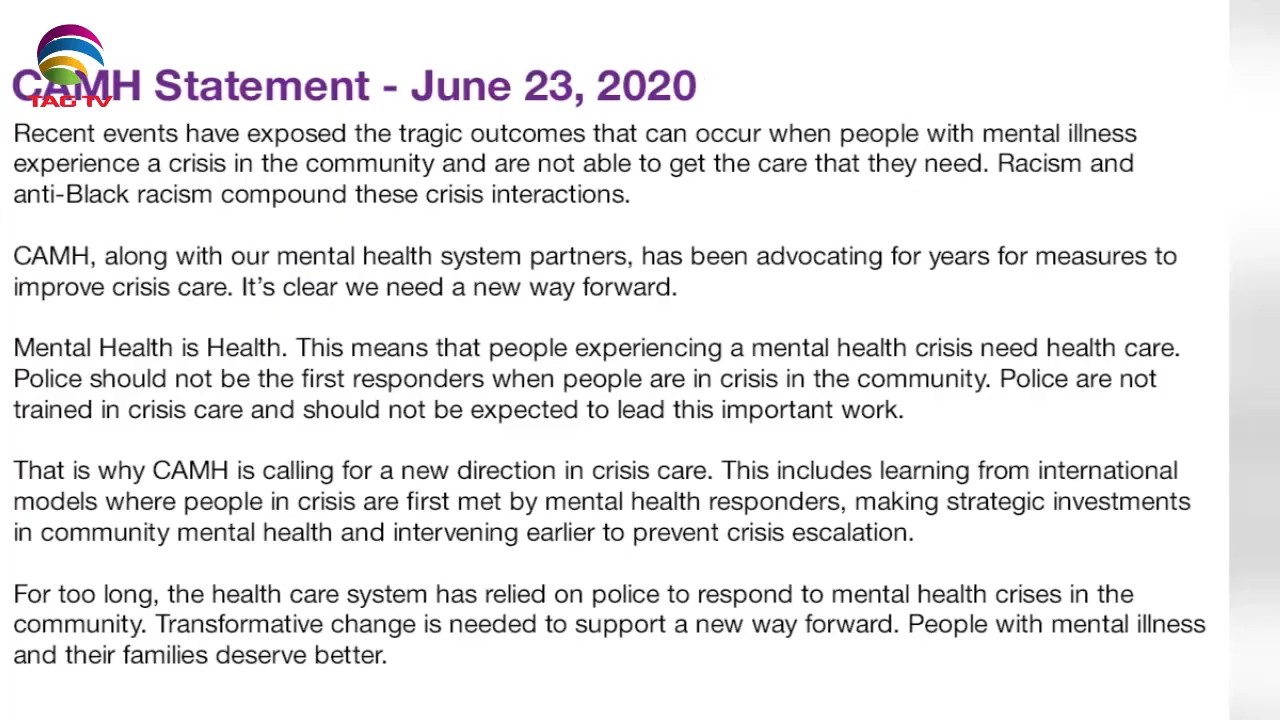 CAMH Statement - June 23, 2020
TAG TV
Recent events have exposed the tragic outcomes that can occur when people with mental illness
experience a crisis in the community and are not able to get the care that they need. Racism and
anti-Black racism compound these crisis interactions.
CAMH, along with our mental health system partners, has been advocating for years for measures to
improve crisis care. It’s clear we need a new way forward.
Mental Health is Health. This means that people experiencing a mental health crisis need health care.
Police should not be the first responders when people are in crisis in the community. Police are not
trained in crisis care and should not be expected to lead this important work.
That is why CAMH is calling for a new direction in crisis care. This includes learning from international
models where people in crisis are first met by mental health responders, making strategic investments
in community mental health and intervening earlier to prevent crisis escalation.
For too long, the health care system has relied on police to respond to mental health crises in the
community. Transformative change is needed to support a new way forward. People with mental illness
and their families deserve better.